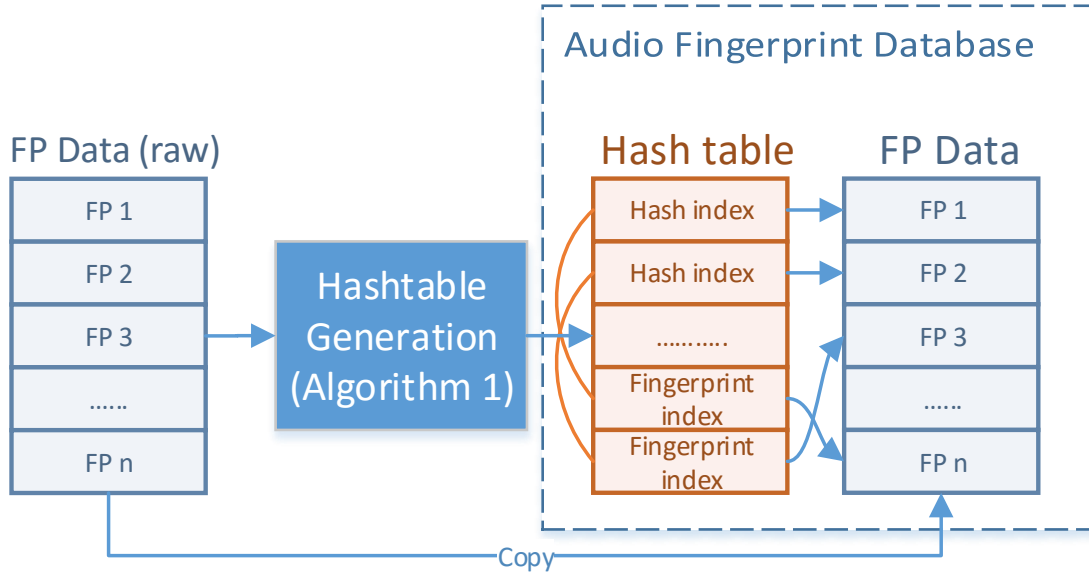 Audio Fingerprint Database
FP Data (raw)
FP 1
FP 2
FP 3
......
FP n
Hashtable
Generation
(Algorithm 1)
Hash table
Hash index
Hash index
...........
Fingerprint
index
Fingerprint
index
FP Data
FP 1
FP 2
FP 3
......
FP n
Copy